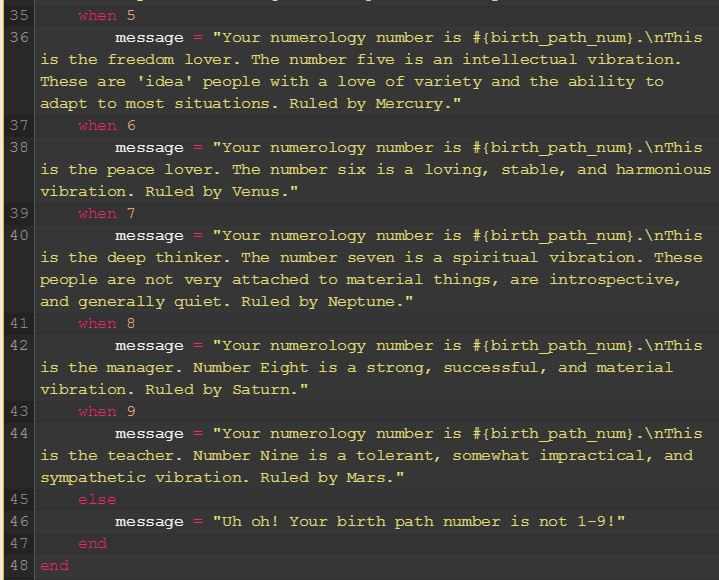 35 when 5
36 message = "Your numerology number is #{birth_path_num}.\nThis
is the freedom lover. The number five is an intellectual vibration.
These are 'idea' people with a love of variety and the ability to
adapt to most situations. Ruled by Mercury."
37 when 6
38 message = "Your numerology number is #{birth_path_num}.\nThis
is the peace lover. The number six is a loving, stable, and harmonious
vibration. Ruled by Venus."
39 when 7
40 message = "Your numerology number is #{birth_path_num}.\nThis
is the deep thinker. The number seven is a spiritual vibration. These
people are not very attached to material things, are introspective,
and generally quiet. Ruled by Neptune."
41 when 8
42 message = "Your numerology number is #{birth_path_num}.\nThis
is the manager. Number Eight is a strong, successful, and material
vibration. Ruled by Saturn."
43 when 9
44 message = "Your numerology number is #{birth_path_num}.\nThis
is the teacher. Number Nine is a tolerant, somewhat impractical, and
sympathetic vibration. Ruled by Mars."
45 else
46 message = "Uh oh! Your birth path number is not 1-9!"
47 end
48 end